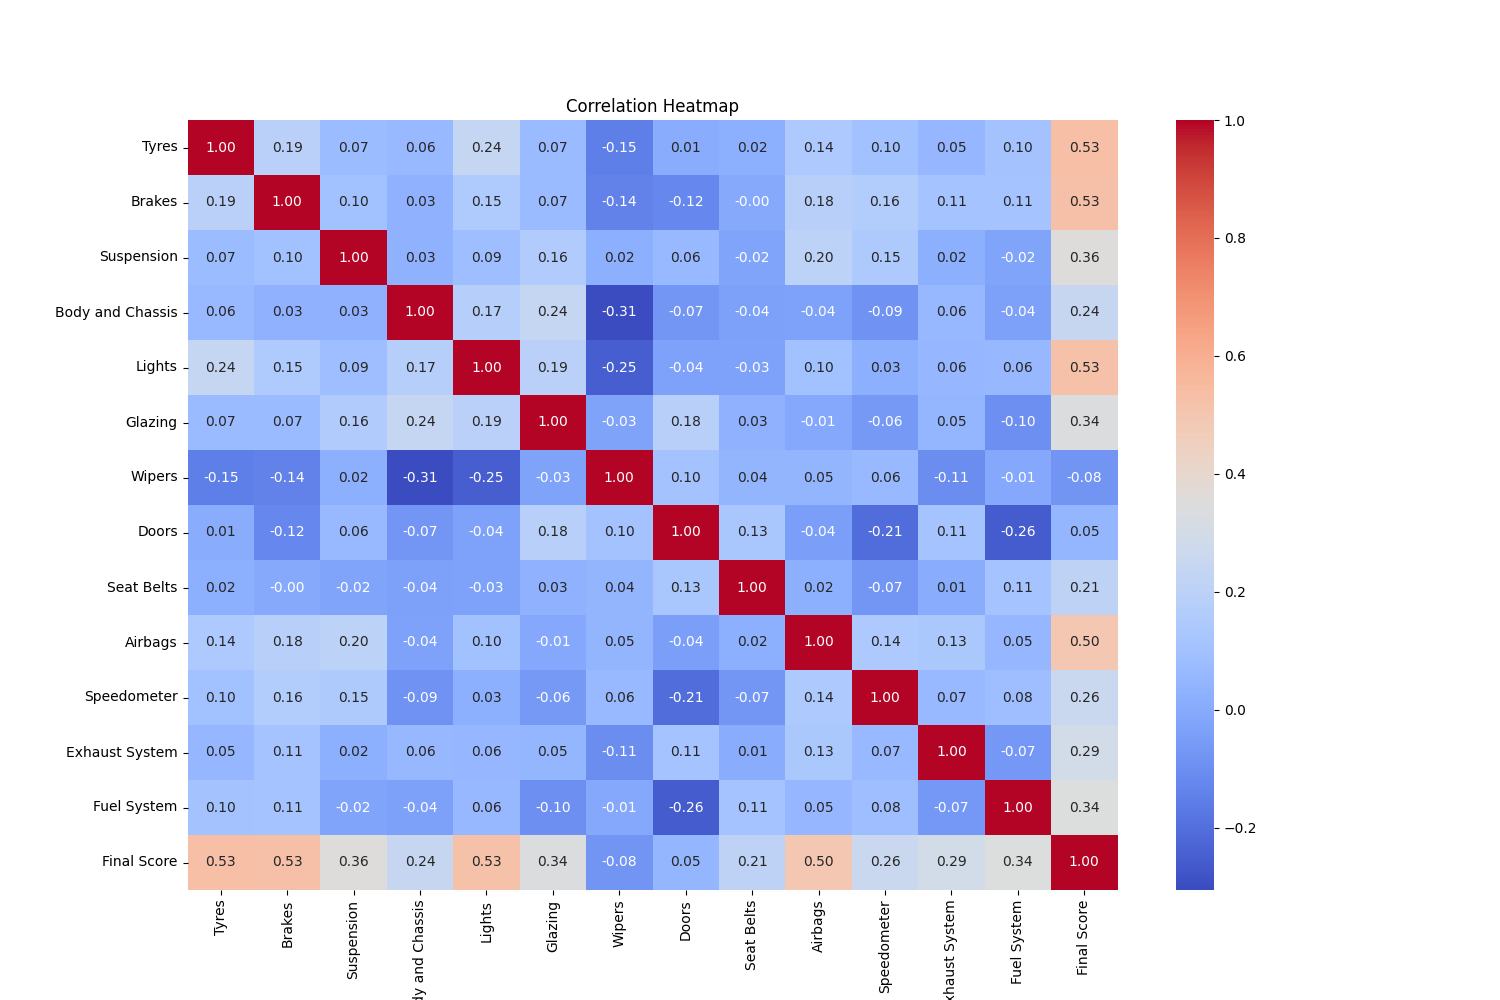 Correlation Heatmap
Tyres 1.00 0.19 0.07 0.06 0.24 0.07 -0.15 0.01 0.02 0.14 0.10 0.05 0.10 0.53
Brakes 0.19 1.00 0.10 0.03 0.15 0.07 -0.14 -0.12 -0.00 0.18 0.16 0.11 0.11 0.53
Suspension 0.07 0.10 1.00 0.03 0.09 0.16 0.02 0.06 -0.02 0.20 0.15 0.02 -0.02 0.36
Body and Chassis 0.06 0.03 0.03 1.00 0.17 0.24 -0.31 -0.07 -0.04 -0.04 -0.09 0.06 -0.04 0.24
Lights 0.24 0.15 0.09 0.17 1.00 0.19 -0.25 -0.04 -0.03 0.10 0.03 0.06 0.06 0.53
Glazing 0.07 0.07 0.16 0.24 0.19 1.00 -0.03 0.18 0.03 -0.01 -0.06 0.05 -0.10 0.34
Wipers -0.15 -0.14 0.02 -0.31 -0.25 -0.03 1.00 0.10 0.04 0.05 0.06 -0.11 -0.01 -0.08
Doors 0.01 -0.12 0.06 -0.07 -0.04 0.18 0.10 1.00 0.13 -0.04 -0.21 0.11 -0.26 0.05
Seat Belts 0.02 -0.00 -0.02 -0.04 -0.03 0.03 0.04 0.13 1.00 0.02 -0.07 0.01 0.11 0.21
Airbags 0.14 0.18 0.20 -0.04 0.10 -0.01 0.05 -0.04 0.02 1.00 0.14 0.13 0.05 0.50
Speedometer 0.10 0.16 0.15 -0.09 0.03 -0.06 0.06 -0.21 -0.07 0.14 1.00 0.07 0.08 0.26
Exhaust System 0.05 0.11 0.02 0.06 0.06 0.05 -0.11 0.11 0.01 0.13 0.07 1.00 -0.07 0.29
Fuel System 0.10 0.11 -0.02 -0.04 0.06 -0.10 -0.01 -0.26 0.11 0.05 0.08 -0.07 1.00 0.34
Final Score 0.53 0.53 0.36 0.24 0.53 0.34 -0.08 0.05 0.21 0.50 0.26 0.29 0.34 1.00
Tyres
Brakes
Suspension
dy and Chassis
Lights
Glazing
Wipers
Doors
Seat Belts
Airbags
Speedometer
xhaust System
Fuel System
Final Score
1.0
0.8
0.6
0.4
0.2
0.0
−0.2